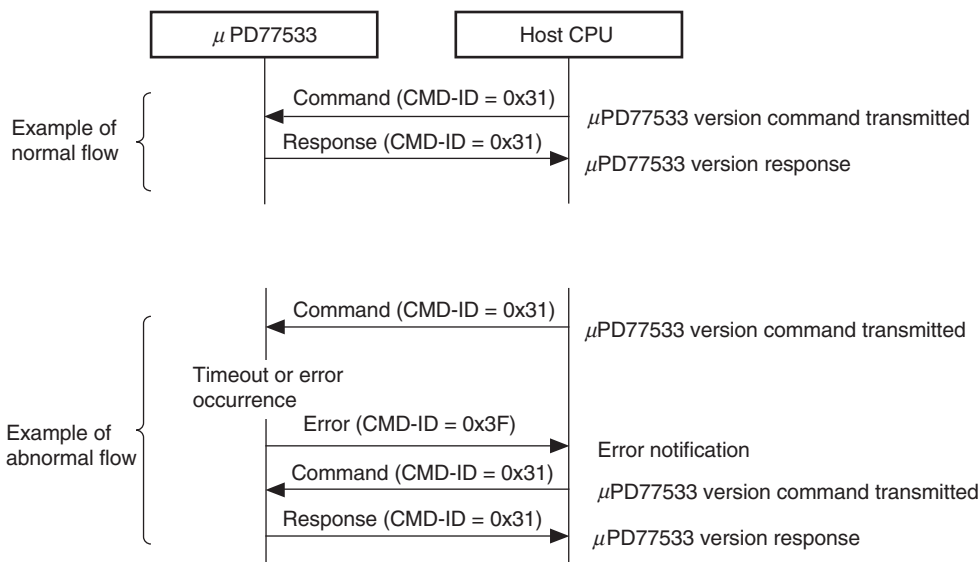 μ PD77533
Host CPU
Example of
normal flow
Command (CMD-ID = 0x31)
μPD77533 version command transmitted
Response (CMD-ID = 0x31)
μPD77533 version response
Example of
abnormal flow
Command (CMD-ID = 0x31)
μPD77533 version command transmitted
Timeout or error
occurrence
Error (CMD-ID = 0x3F)
Error notification
Command (CMD-ID = 0x31)
μPD77533 version command transmitted
Response (CMD-ID = 0x31)
μPD77533 version response